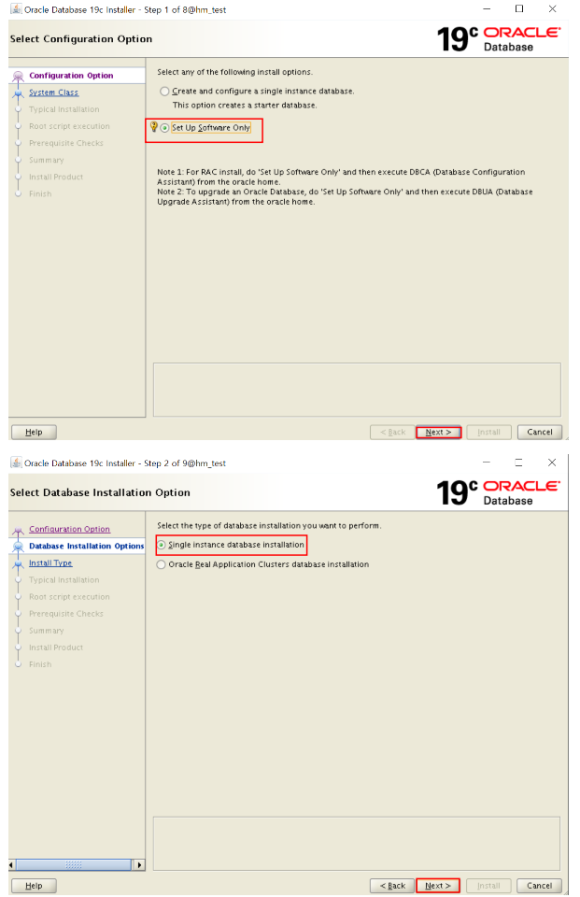 Oracle Database 19c Installer - Step 1 of 8@hm_test
Select Configuration Option
19c ORACLE
Database
Configuration Option
System Class
Typical Installation
Root script execution
Prerequisite Checks
Summary
Install Product
Finish
Select any of the following install options.
Create and configure a single instance database.
This option creates a starter database.
Set Up Software Only
Note 1: For RAC install, do 'Set Up Software Only' and then execute DBCA (Database Configuration
Assistant) from the oracle home.
Note 2: To upgrade an Oracle Database, do 'Set Up Software Only' and then execute DBUA (Database
Upgrade Assistant) from the oracle home.
Help
< Back
Next >
Install
Cancel
Oracle Database 19c Installer - Step 2 of 9@hm_test
Select Database Installation Option
19c ORACLE
Database
Configuration Option
Database Installation Options
Install Type
Typical Installation
Root script execution
Prerequisite Checks
Summary
Install Product
Finish
Select the type of database installation you want to perform.
Single instance database installation
Oracle Real Application Clusters database installation
Help
< Back
Next >
Install
Cancel